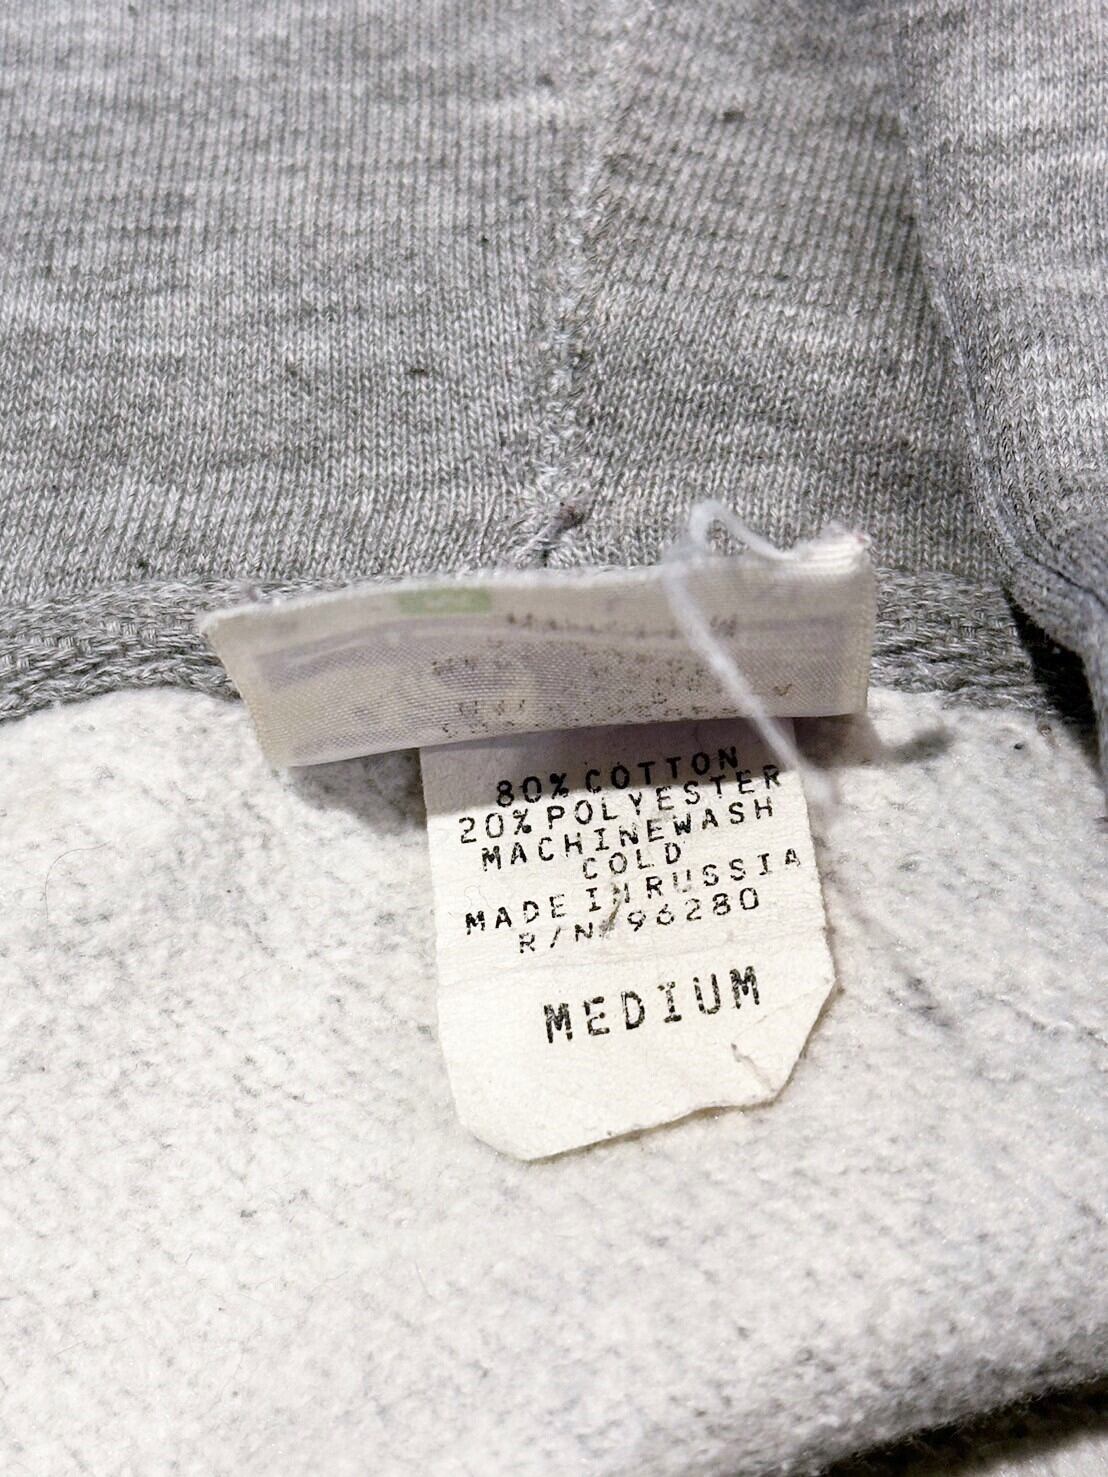 80% COTTON
20% POLYESTER
MACHINEWASH
COLD
MADE IN RUSSIA
R/N# 96280
MEDIUM